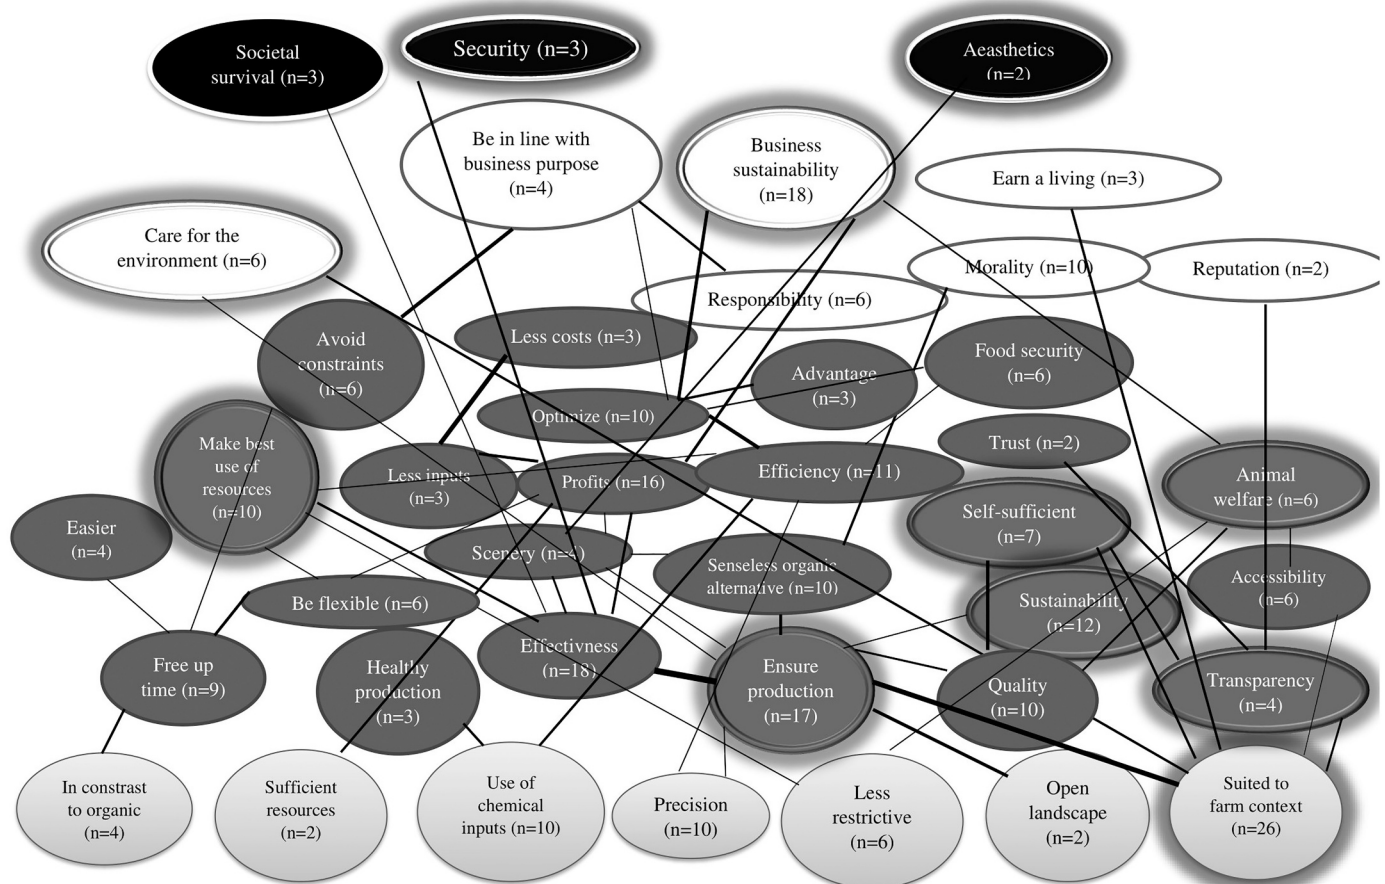 Societal
survival (n=3)
Security (n=3)
Aeasthetics
(n=2)
Be in line with
business purpose
(n=4)
Business
sustainability
(n=18)
Earn a living (n=3)
Care for the
environment (n=6)
Morality (n=10)
Reputation (n=2)
Responsibility (n=6)
Avoid
constraints
(n=6)
Less costs (n=3)
Advantage
(n=3)
Food security
(n=6)
Optimize (n=10)
Trust (n=2)
Make best
use of
resources
(n=10)
Less inputs
(n=3)
Profits (n=16)
Efficiency (n=11)
Animal
welfare (n=6)
Self-sufficient
(n=7)
Easier
(n=4)
Scenery (n=4)
Senseless organic
alternative (n=10)
Accessibility
(n=6)
Be flexible (n=6)
Sustainability
(n=12)
Free up
time (n=9)
Healthy
production
(n=3)
Effectivness
(n=18)
Ensure
production
(n=17)
Quality
(n=10)
Transparency
(n=4)
In constrast
to organic
(n=4)
Sufficient
resources
(n=2)
Use of
chemical
inputs (n=10)
Precision
(n=10)
Less
restrictive
(n=6)
Open
landscape
(n=2)
Suited to
farm context
(n=26)